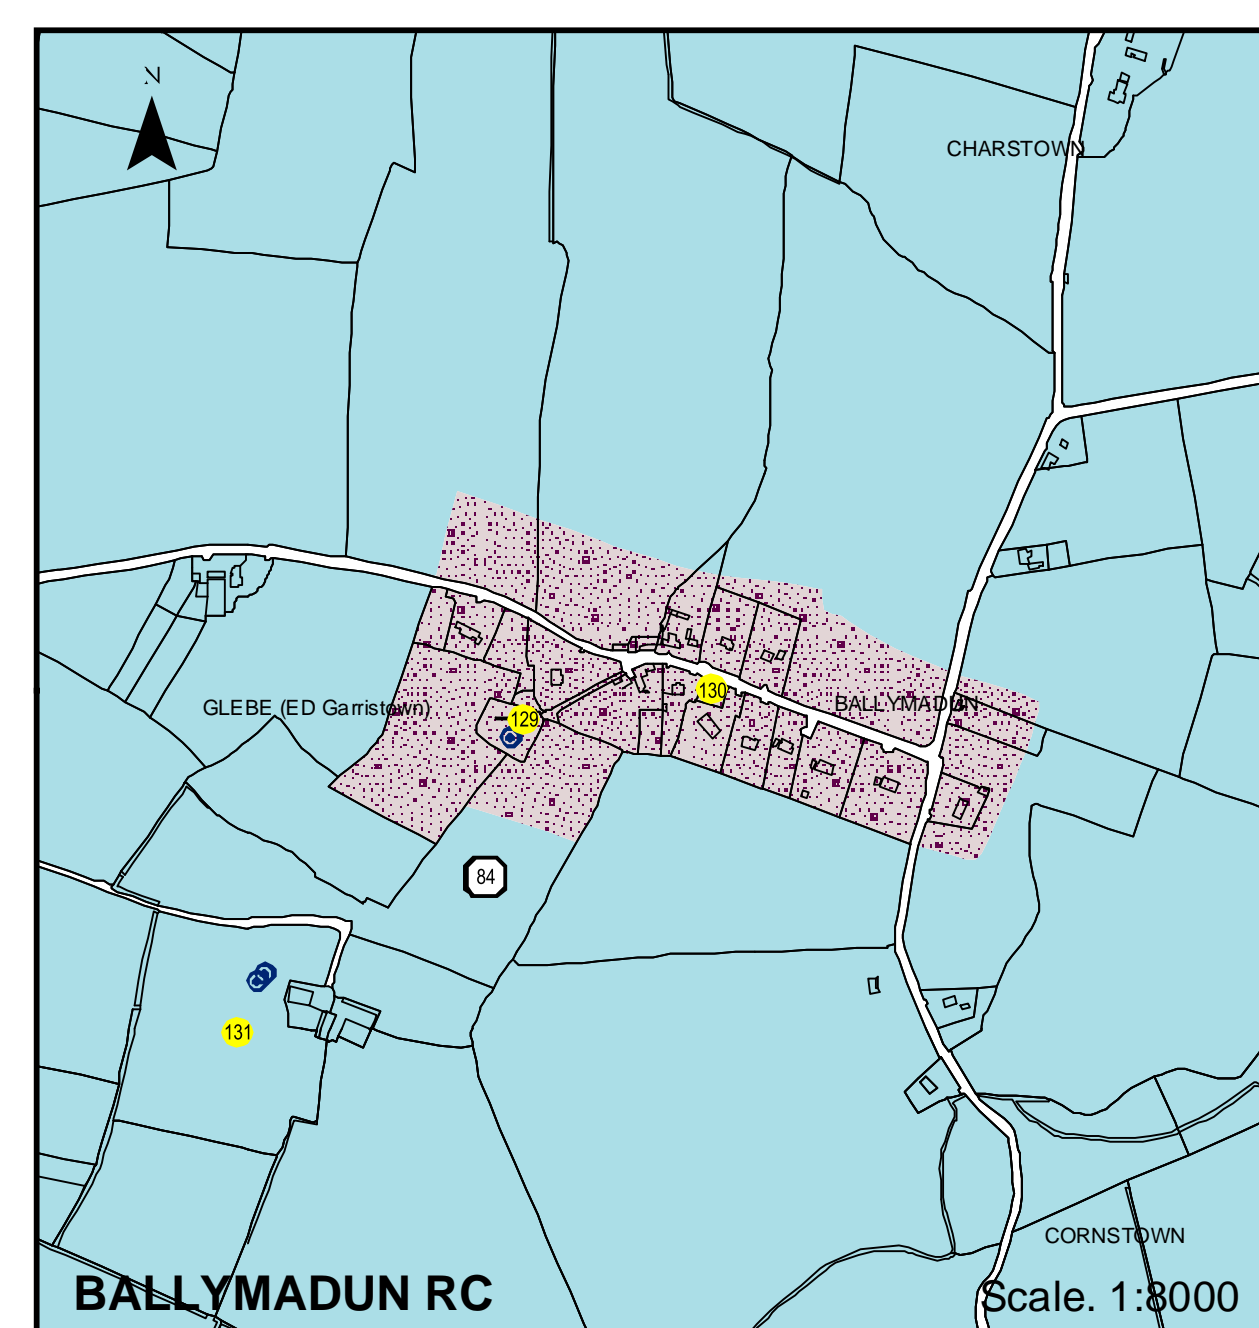 N
CHARSTOWN
GLEBE (ED Garristown)
130
BALLYMADUN
129
84
131
CORNSTOWN
BALLYMADUN RC
Scale. 1:8000